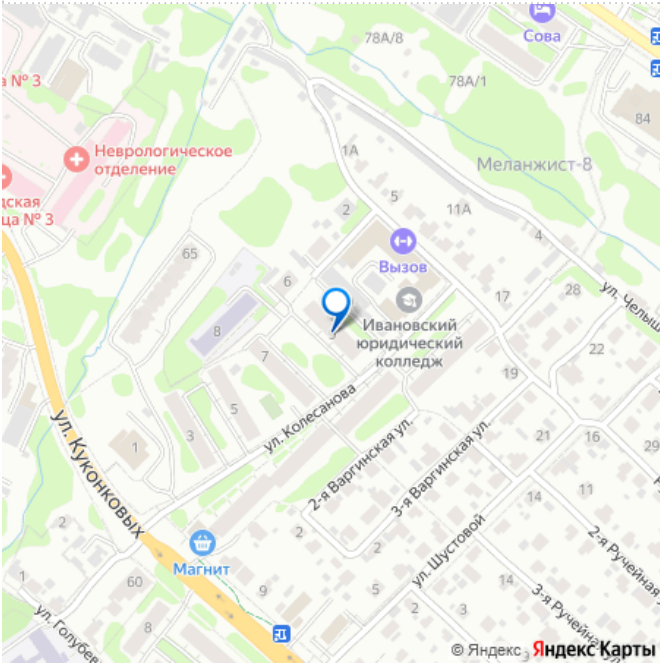 Сова
78А/8
78А/1
84
а № 3
Неврологическое
отделение
1А
Меланжист-8
5
11А
дская
ца № 3
2
4
65
Вызов
6
28
17
ул. Челыш
8
Ивановский
юридический
колледж
22
7
19
5
ул. Колесанова
3
1
21
16
29
ул. Куконковых
2-я Варгинская ул.
3-я Варгинская ул.
14
11
2
2
2
Магнит
ул. Шустовой
2-я Ручейная
1
60
9
2
14
3-я Ручейная ул
5
ул. Голубев
3
9
© Яндекс Яндекс Карты